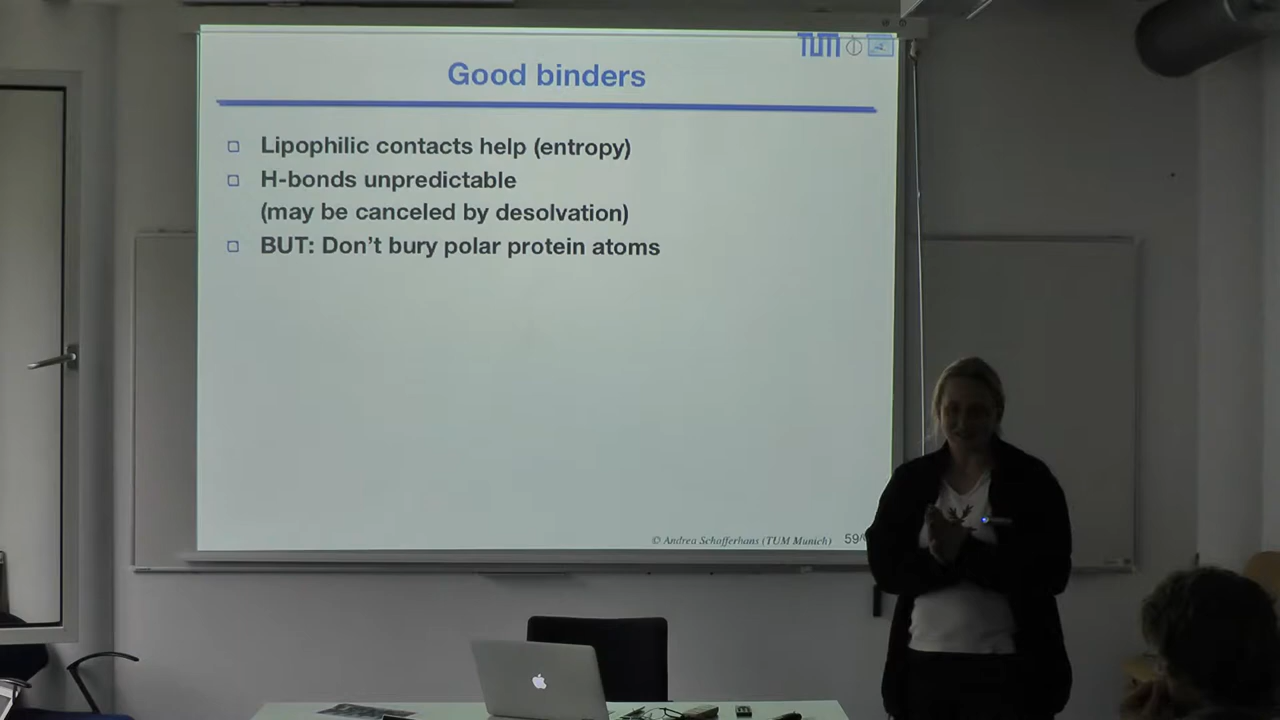 TUM
Good binders
Lipophilic contacts help (entropy)
H-bonds unpredictable
(may be canceled by desolvation)
BUT: Don't bury polar protein atoms
© Andrea Schafferhans (TUM Munich) 59/